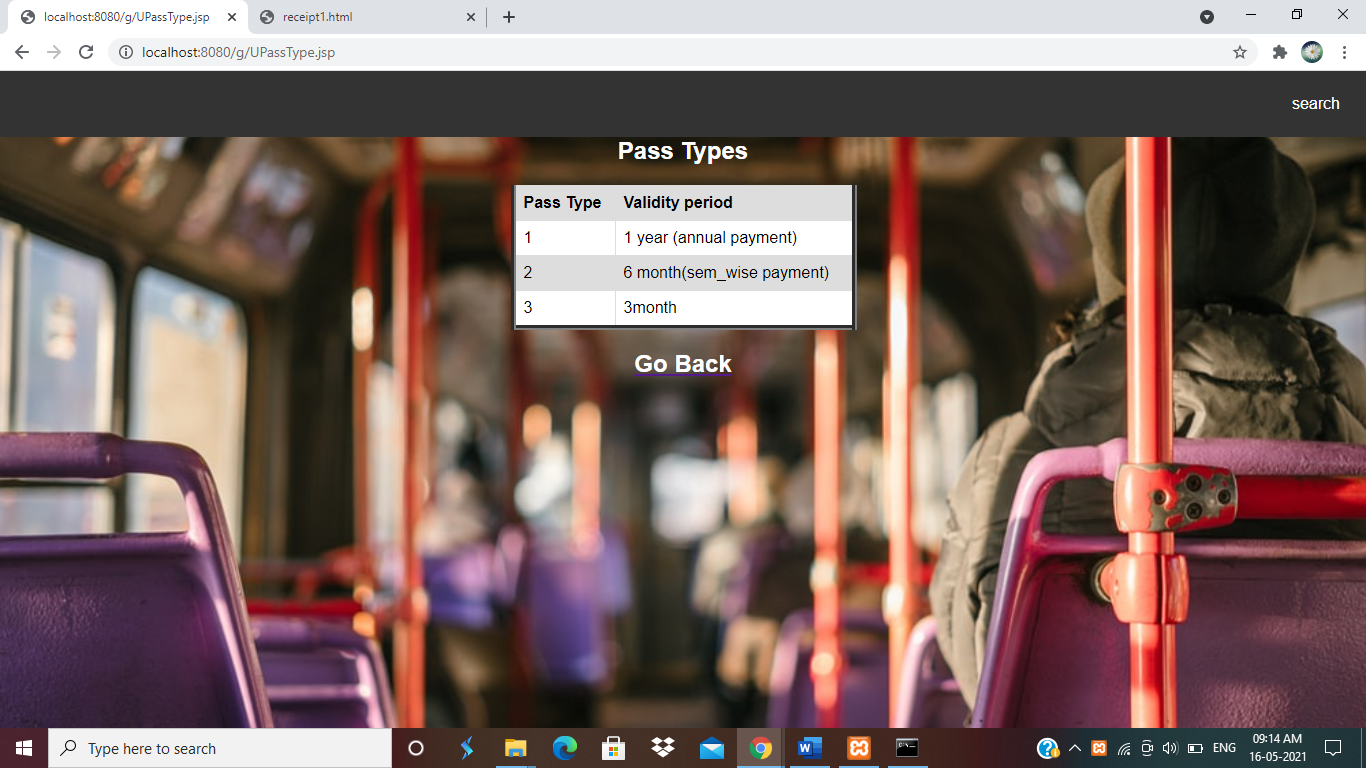 localhost:8080/g/UPassType.jsp
receipt1.html
localhost:8080/g/UPassType.jsp
search
Pass Types
Pass Type Validity period
1 1 year (annual payment)
2 6 month(sem_wise payment)
3 3month
Go Back
Type here to search
ENG
09:14 AM
16-05-2021